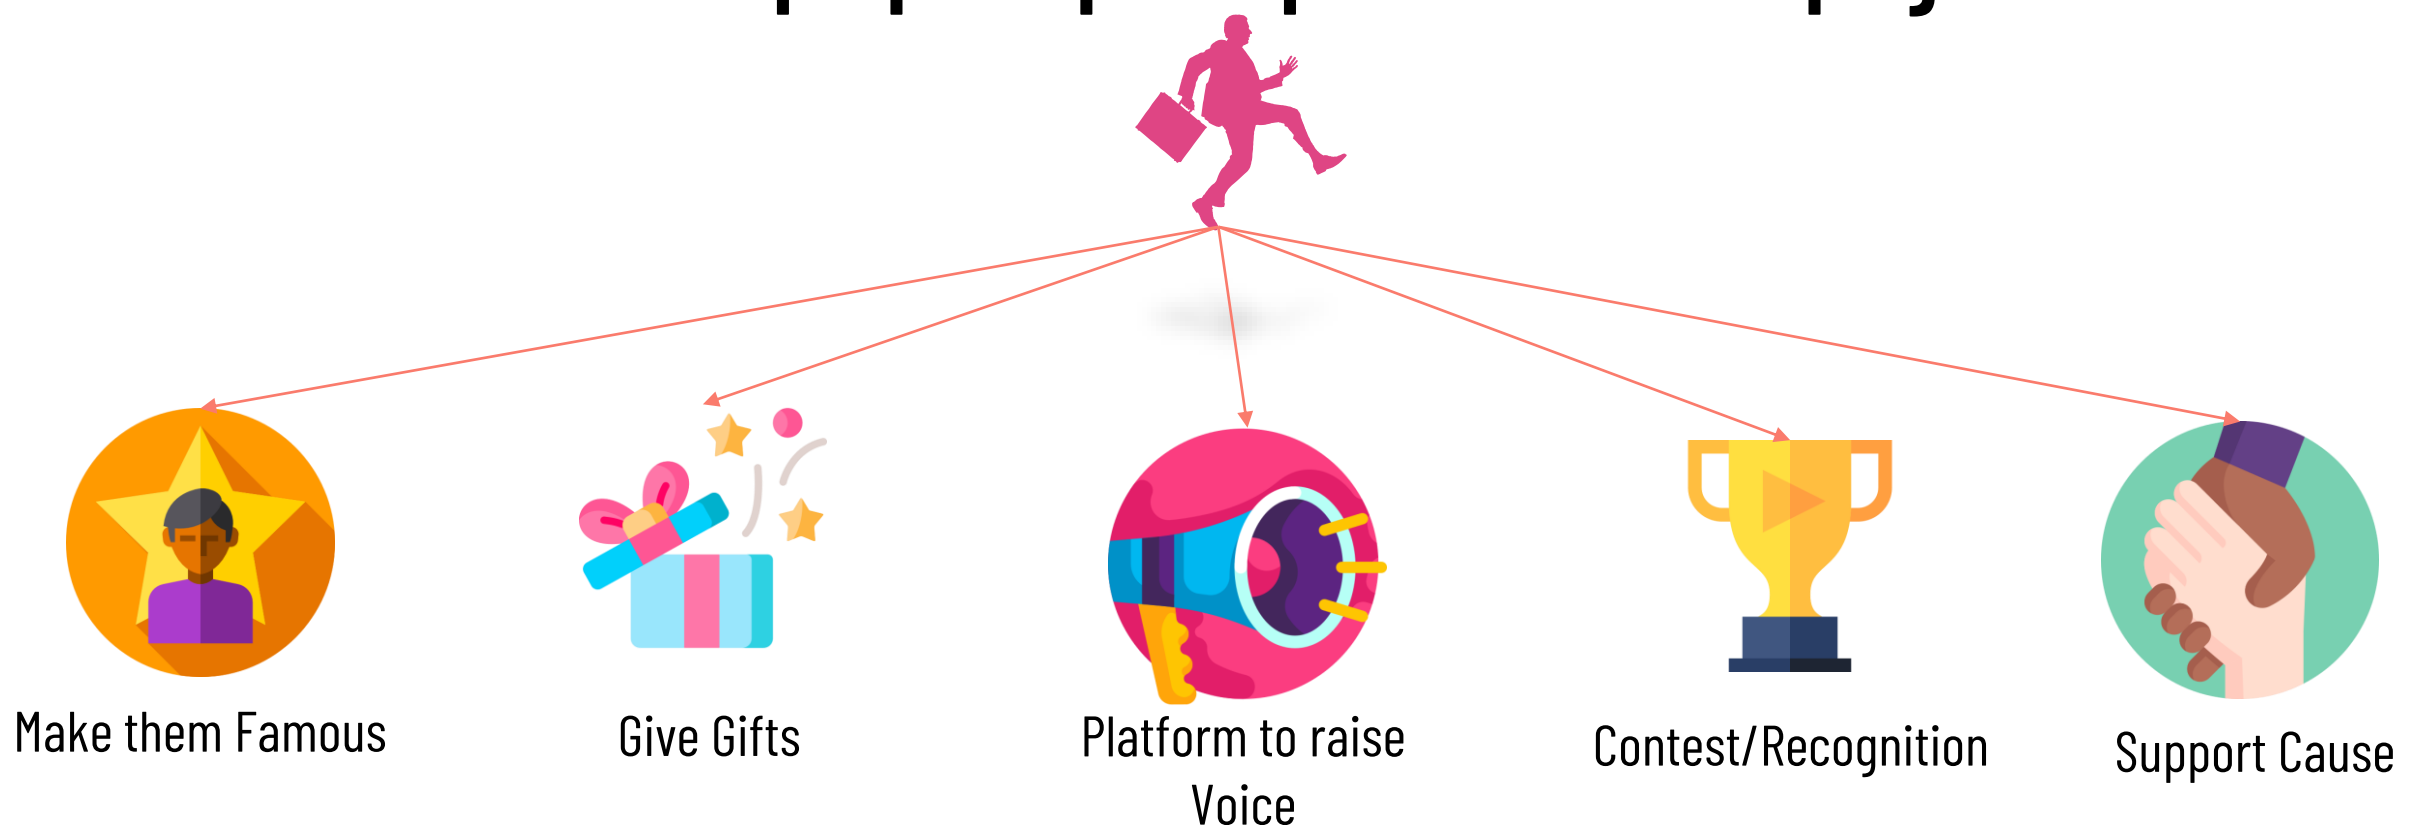 Make them Famous
Give Gifts
Platform to raise
Voice
Contest/Recognition
Support Cause